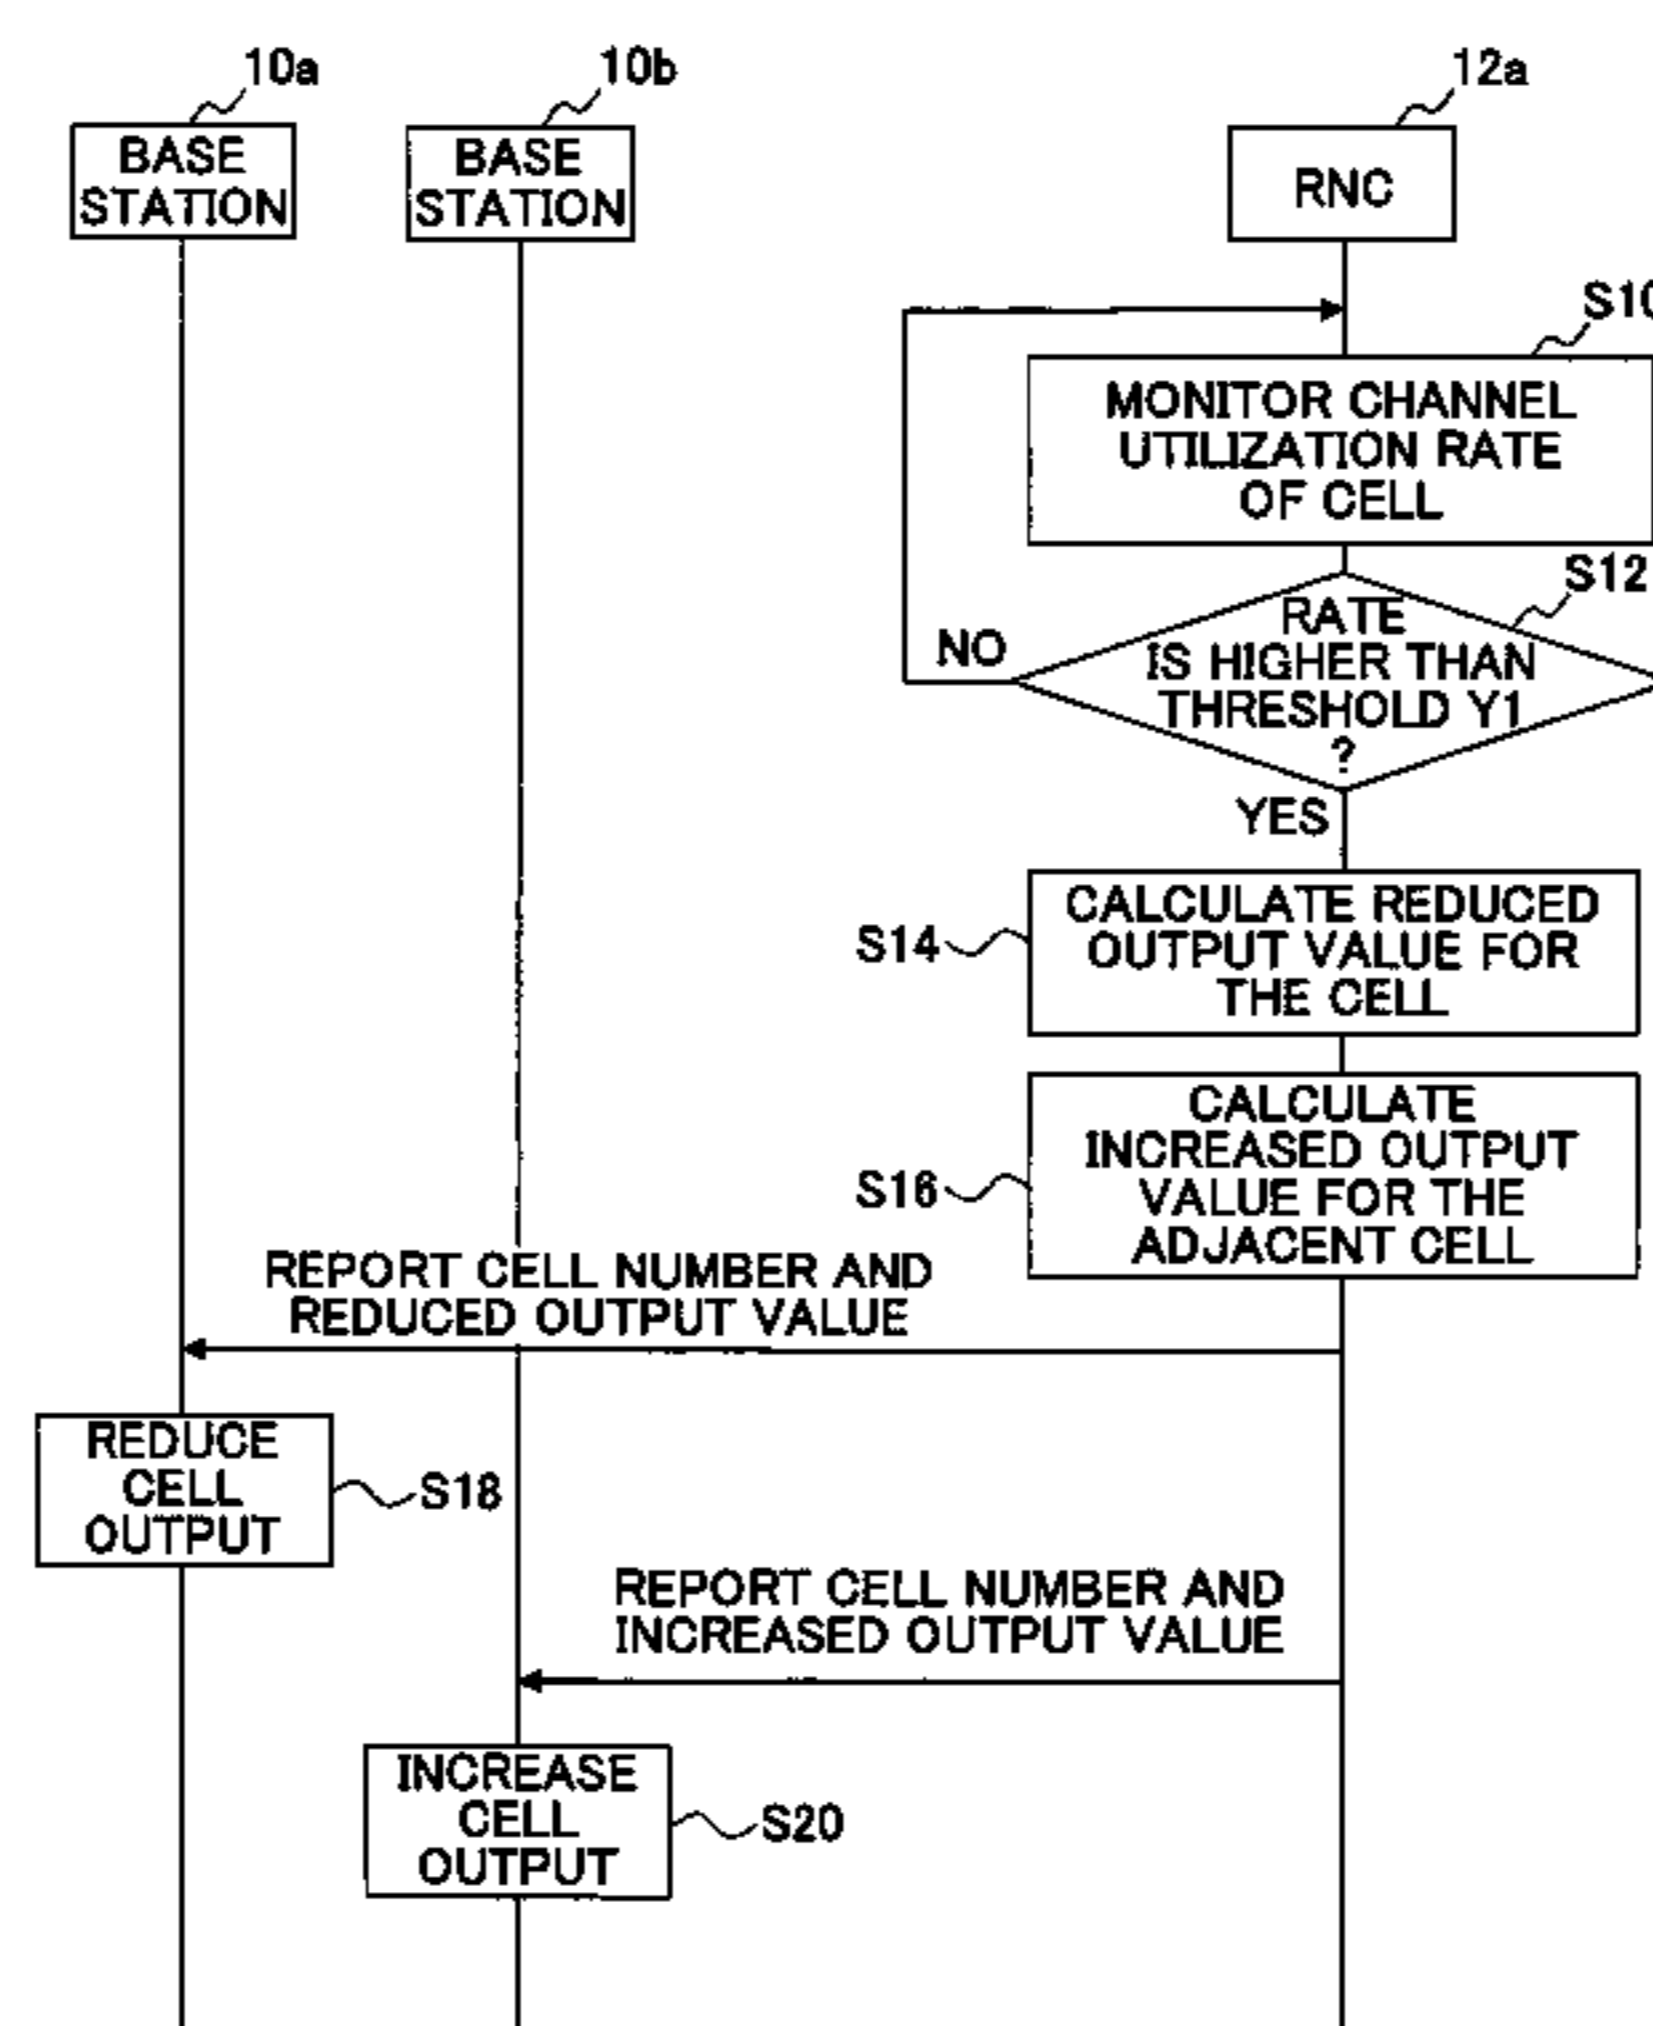 10a
10b
12a
BASE
STATION
BASE
STATION
RNC
S10
MONITOR CHANNEL
UTILIZATION RATE
OF CELL
S12
RATE
IS HIGHER THAN
THRESHOLD Y1
?
NO
YES
S14
CALCULATE REDUCED
OUTPUT VALUE FOR
THE CELL
S16
CALCULATE
INCREASED OUTPUT
VALUE FOR THE
ADJACENT CELL
REPORT CELL NUMBER AND
REDUCED OUTPUT VALUE
REDUCE
CELL
OUTPUT
S18
REPORT CELL NUMBER AND
INCREASED OUTPUT VALUE
INCREASE
CELL
OUTPUT
S20